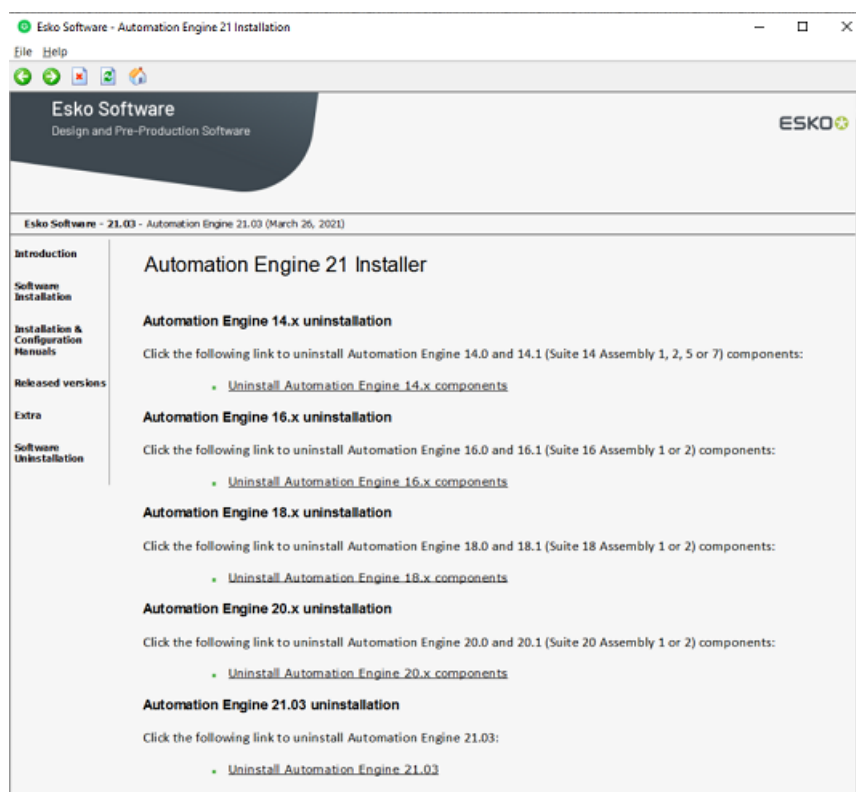 Esko Software - Automation Engine 21 Installation
File Help
Esko Software
Design and Pre-Production Software
ESKO
Esko Software - 21.03 - Automation Engine 21.03 (March 26, 2021)
Introduction
Software
Installation
Installation &
Configuration
Manuals
Released versions
Extra
Software
Uninstallation
Automation Engine 21 Installer
Automation Engine 14.x uninstallation
Click the following link to uninstall Automation Engine 14.0 and 14.1 (Suite 14 Assembly 1, 2, 5 or 7) components:
Uninstall Automation Engine 14.x components
Automation Engine 16.x uninstallation
Click the following link to uninstall Automation Engine 16.0 and 16.1 (Suite 16 Assembly 1 or 2) components:
Uninstall Automation Engine 16.x components
Automation Engine 18.x uninstallation
Click the following link to uninstall Automation Engine 18.0 and 18.1 (Suite 18 Assembly 1 or 2) components:
Uninstall Automation Engine 18.x components
Automation Engine 20.x uninstallation
Click the following link to uninstall Automation Engine 20.0 and 20.1 (Suite 20 Assembly 1 or 2) components:
Uninstall Automation Engine 20.x components
Automation Engine 21.03 uninstallation
Click the following link to uninstall Automation Engine 21.03:
Uninstall Automation Engine 21.03